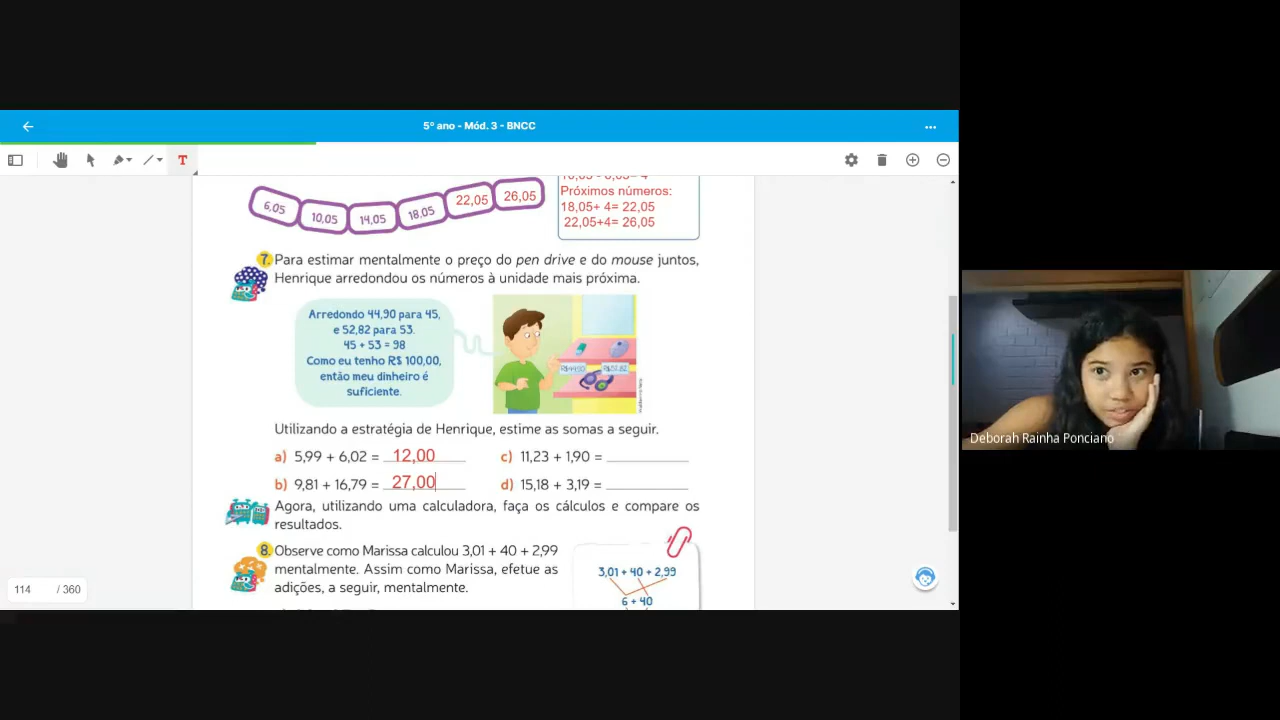 5º ano - Mód. 3 - BNCC
T
6,05 10,05 14,05 18,05 22,05 26,05
Próximos números:
18,05+ 4= 22,05
22,05+4= 26,05
7. Para estimar mentalmente o preço do pen drive e do mouse juntos,
Henrique arredondou os números à unidade mais próxima.
Arredondo 44,90 para 45,
e 52,82 para 53.
45 + 53 = 98
Como eu tenho R$ 100,00,
então meu dinheiro é
suficiente.
Utilizando a estratégia de Henrique, estime as somas a seguir.
a) 5,99 + 6,02 = 12,00
c) 11,23 + 1,90 =
b) 9,81 + 16,79 = 27,00
d) 15,18 + 3,19 =
Agora, utilizando uma calculadora, faça os cálculos e compare os
resultados.
8. Observe como Marissa calculou 3,01 + 40 + 2,99
mentalmente. Assim como Marissa, efetue as
adições, a seguir, mentalmente.
3,01 + 40 + 2,99
6 + 40
114 / 360
Deborah Rainha Ponciano